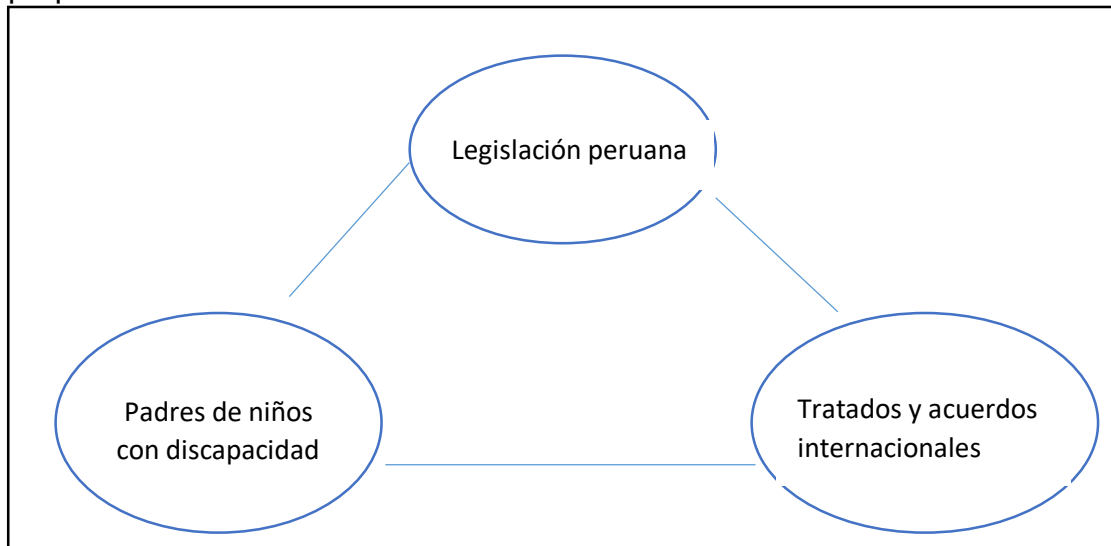 Legislación peruana
Padres de niños
con discapacidad
Tratados y acuerdos
internacionales